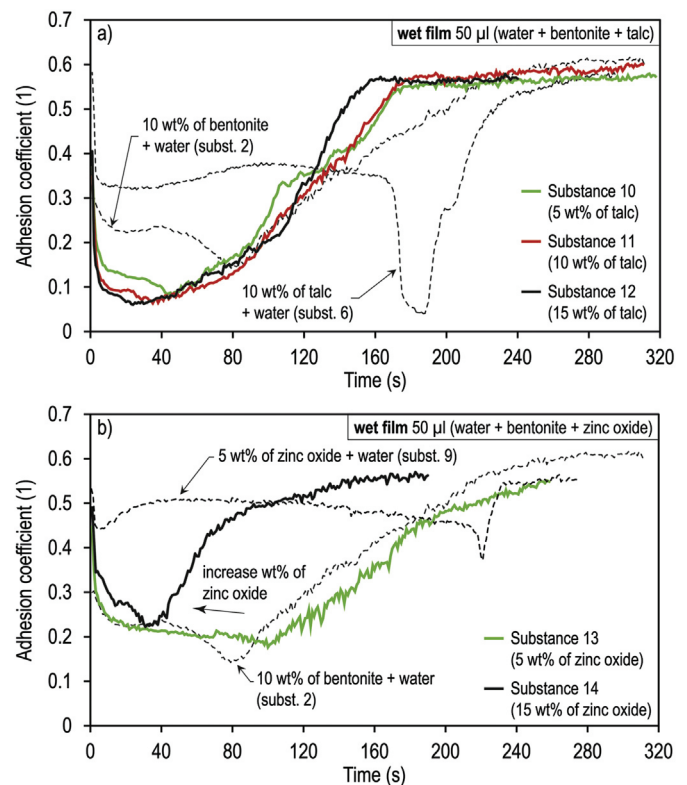 a)
wet film 50 µl (water + bentonite + talc)
Adhesion coefficient (1)
0.6
0.5
0.4
0.3
0.2
0.1
0
10 wt% of bentonite
+ water (subst. 2)
10 wt% of talc
+ water (subst. 6)
Substance 10
(5 wt% of talc)
Substance 11
(10 wt% of talc)
Substance 12
(15 wt% of talc)
0 40 80 120 160 200 240 280 320
Time (s)
b)
wet film 50 µl (water + bentonite + zinc oxide)
Adhesion coefficient (1)
0.7
0.6
0.5
0.4
0.3
0.2
0.1
0
5 wt% of zinc oxide + water (subst. 9)
increase wt% of
zinc oxide
10 wt% of bentonite + water
(subst. 2)
Substance 13
(5 wt% of zinc oxide)
Substance 14
(15 wt% of zinc oxide)
0 40 80 120 160 200 240 280 320
Time (s)